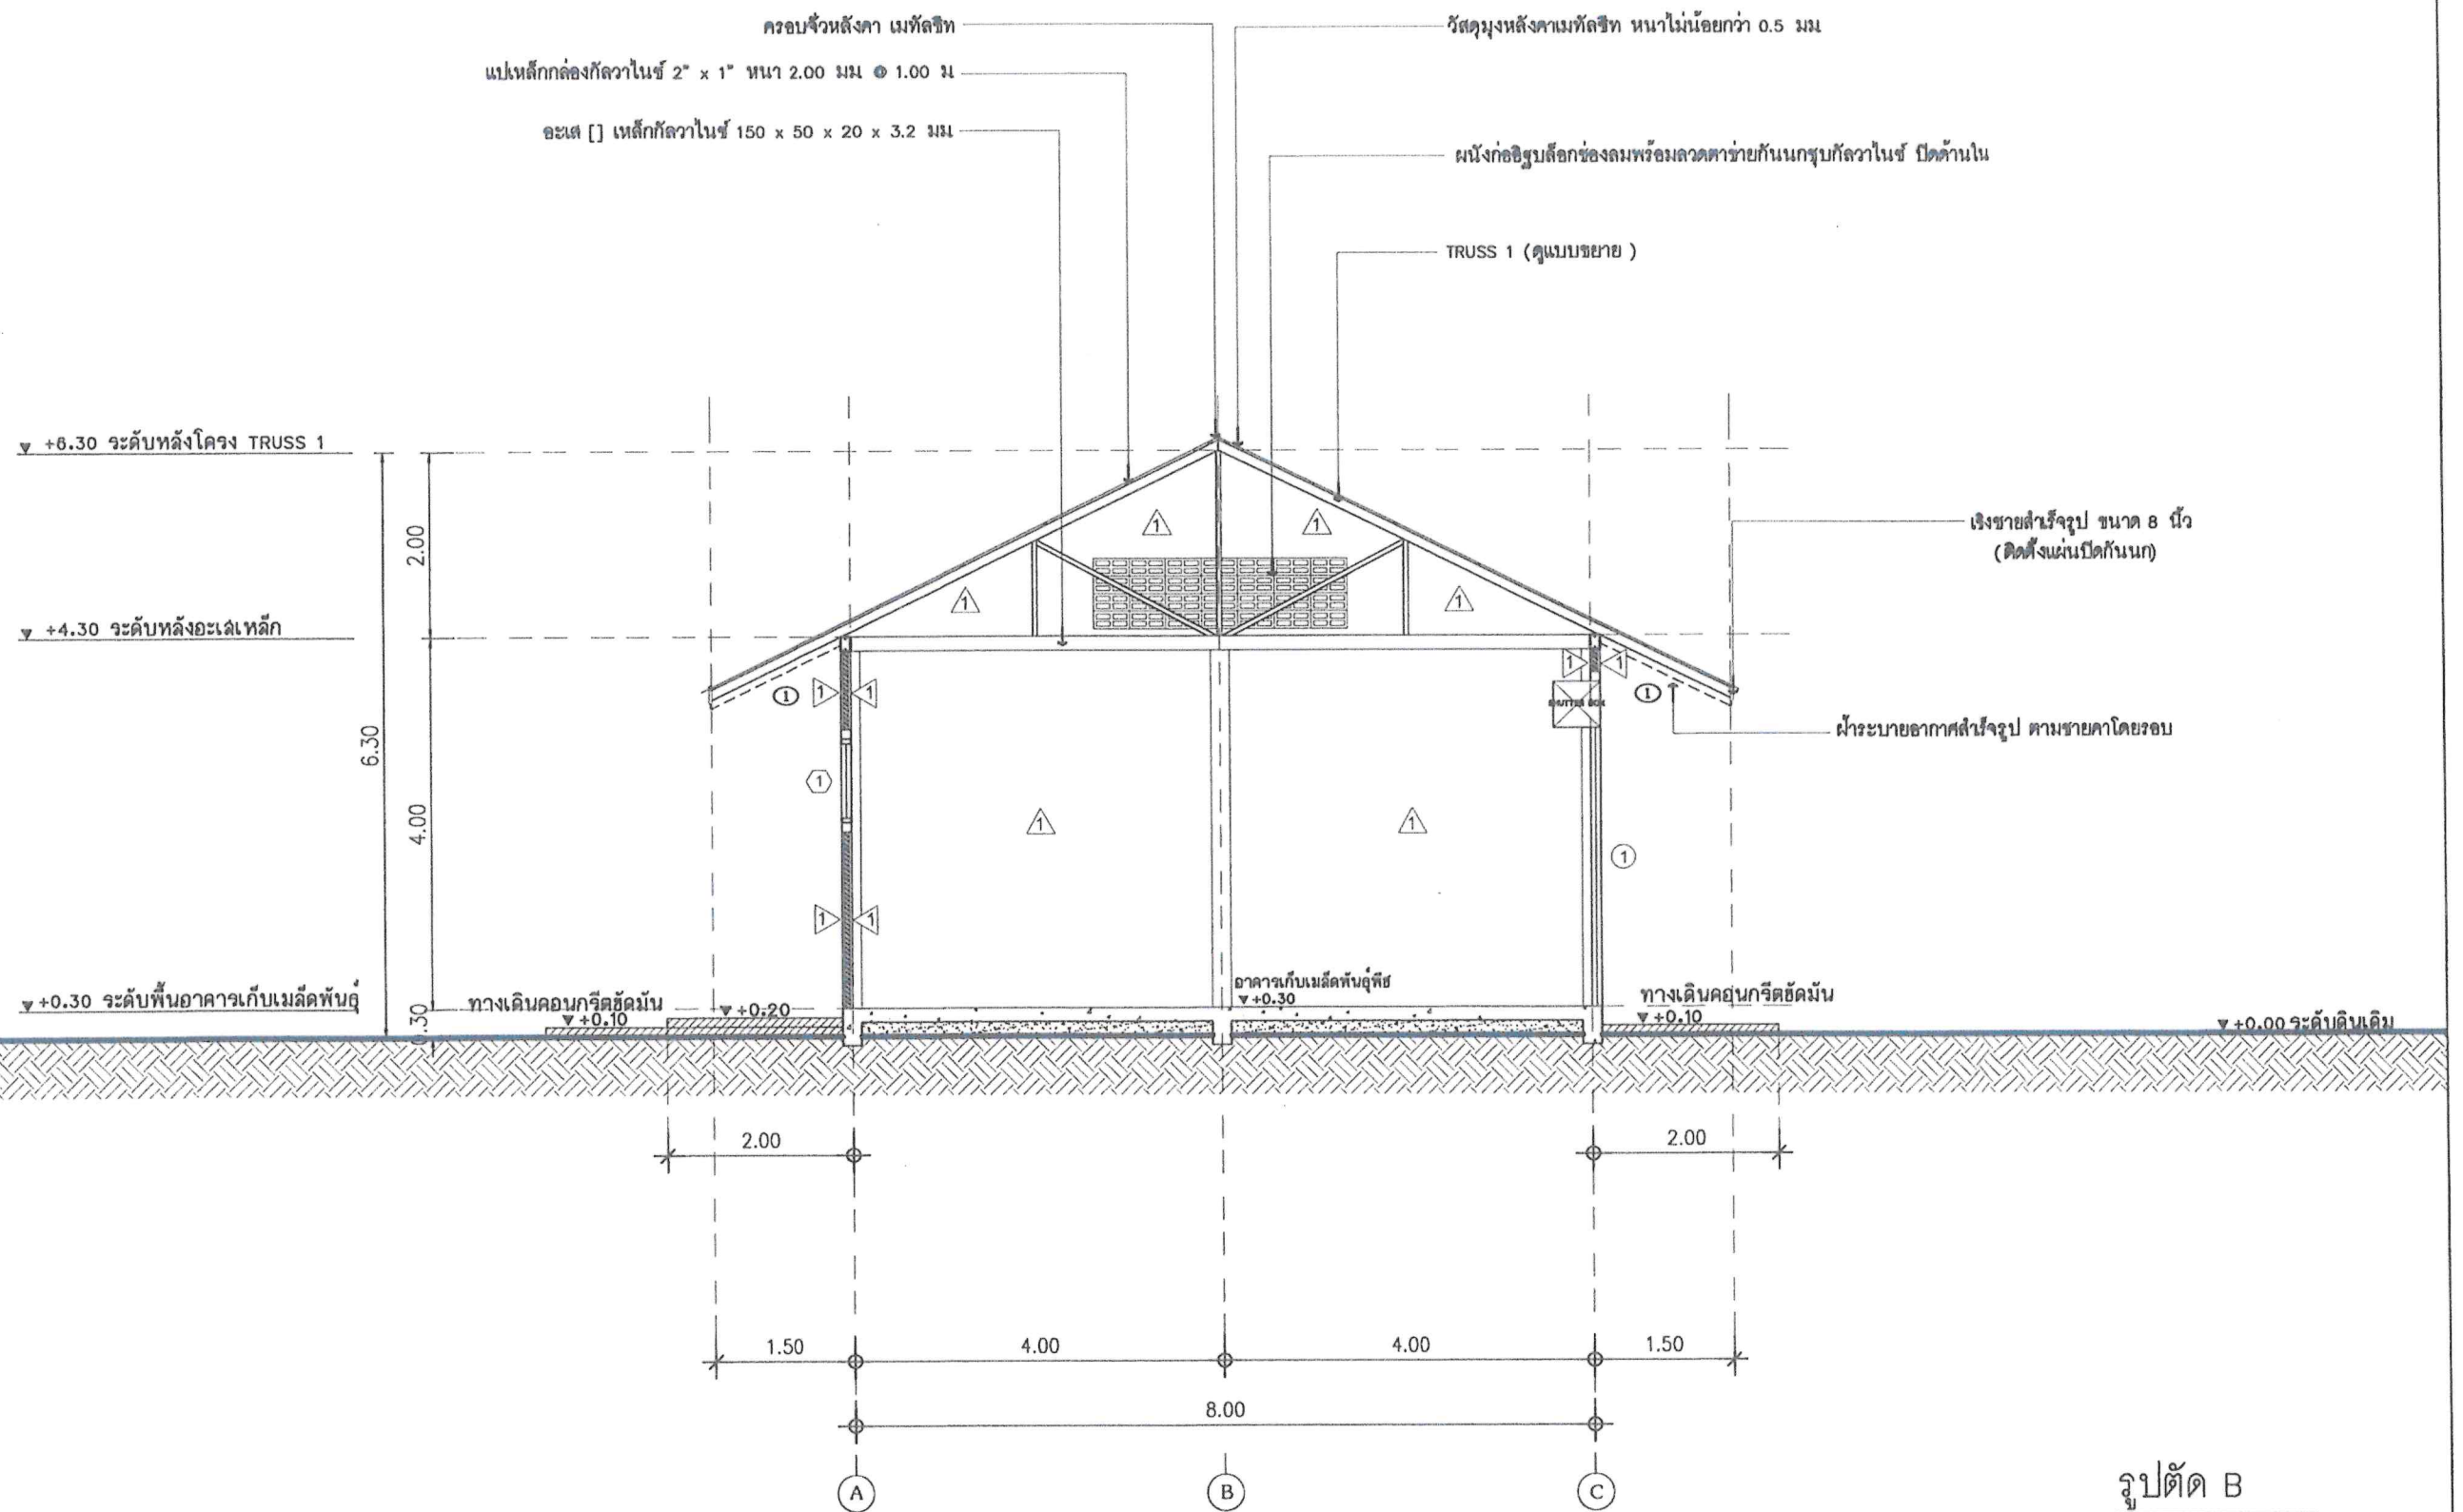 ครอบจั่วหลังคา เมทัลชีท
วัสดุมุงหลังคาเมทัลชีท หนาไม่น้อยกว่า 0.5 มม
แปเหล็กกล่องกัลวาไนซ์ 2" x 1" หนา 2.00 มม @ 1.00 ม
อะเส [] เหล็กกัลวาไนซ์ 150 x 50 x 20 x 3.2 มม
ผนังก่ออิฐบล็อกช่องลมพร้อมลวดตาข่ายกันนกชุบกัลวาไนซ์ ปิดด้านใน
TRUSS 1 (ดูแบบขยาย )
+6.30 ระดับหลังโครง TRUSS 1
เชิงชายสำเร็จรูป ขนาด 8 นิ้ว
(ติดตั้งแผ่นปิดกันนก)
2.00
1 1
1 1
+4.30 ระดับหลังอะเสเหล็ก
1 1
1 1 1
1
SHUTTER BOX
ฝ้าระบายอากาศสำเร็จรูป ตามชายคาโดยรอบ
6.30
1
4.00
1 1
1
1 1
อาคารเก็บเมล็ดพันธุ์พืช
+0.30
+0.30 ระดับพื้นอาคารเก็บเมล็ดพันธุ์
ทางเดินคอนกรีตขัดมัน
+0.10
+0.20
ทางเดินคอนกรีตขัดมัน
+0.10
0.30
+0.00 ระดับดินเดิม
2.00 2.00
1.50 4.00 4.00 1.50
8.00
A B C
รูปตัด B